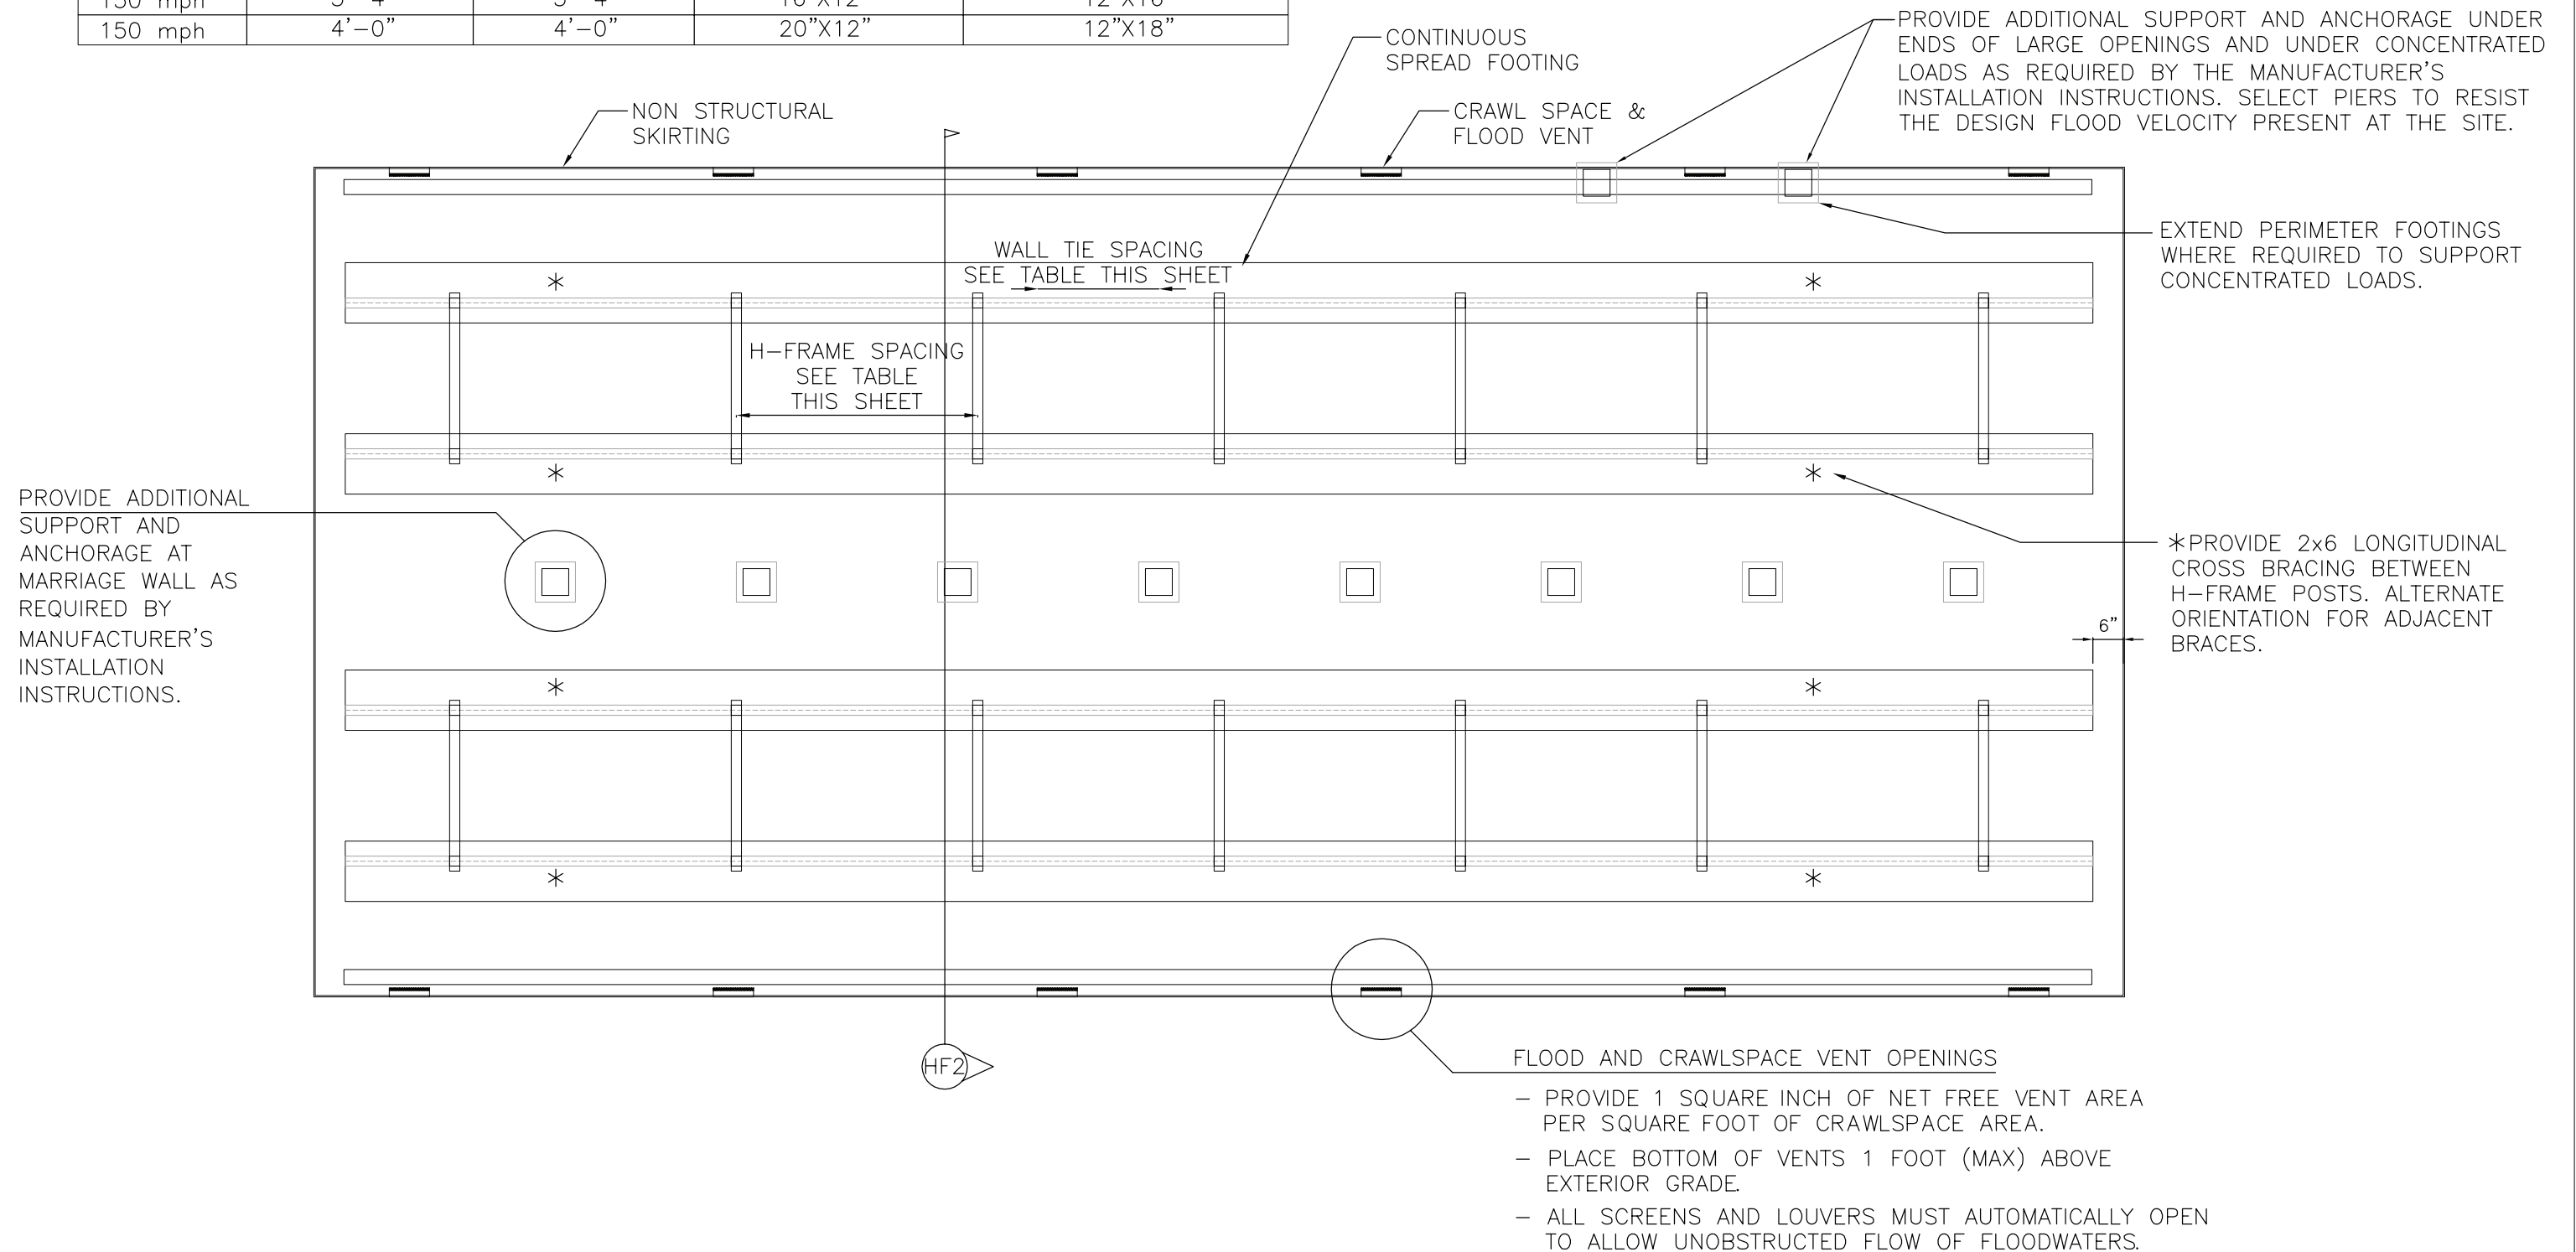 150 mph 4'-0" 4'-0" 20"X12" 12"X18"
CONTINUOUS
SPREAD FOOTING
PROVIDE ADDITIONAL SUPPORT AND ANCHORAGE UNDER
ENDS OF LARGE OPENINGS AND UNDER CONCENTRATED
LOADS AS REQUIRED BY THE MANUFACTURER'S
INSTALLATION INSTRUCTIONS. SELECT PIERS TO RESIST
THE DESIGN FLOOD VELOCITY PRESENT AT THE SITE.
NON STRUCTURAL
SKIRTING
CRAWL SPACE &
FLOOD VENT
EXTEND PERIMETER FOOTINGS
WHERE REQUIRED TO SUPPORT
CONCENTRATED LOADS.
WALL TIE SPACING
SEE TABLE THIS SHEET
H-FRAME SPACING
SEE TABLE
THIS SHEET
PROVIDE ADDITIONAL
SUPPORT AND
ANCHORAGE AT
MARRIAGE WALL AS
REQUIRED BY
MANUFACTURER'S
INSTALLATION
INSTRUCTIONS.
*PROVIDE 2x6 LONGITUDINAL
CROSS BRACING BETWEEN
H-FRAME POSTS. ALTERNATE
ORIENTATION FOR ADJACENT
BRACES.
6"
HF2
FLOOD AND CRAWLSPACE VENT OPENINGS
- PROVIDE 1 SQUARE INCH OF NET FREE VENT AREA
PER SQUARE FOOT OF CRAWLSPACE AREA.
- PLACE BOTTOM OF VENTS 1 FOOT (MAX) ABOVE
EXTERIOR GRADE.
- ALL SCREENS AND LOUVERS MUST AUTOMATICALLY OPEN
TO ALLOW UNOBSTRUCTED FLOW OF FLOODWATERS.